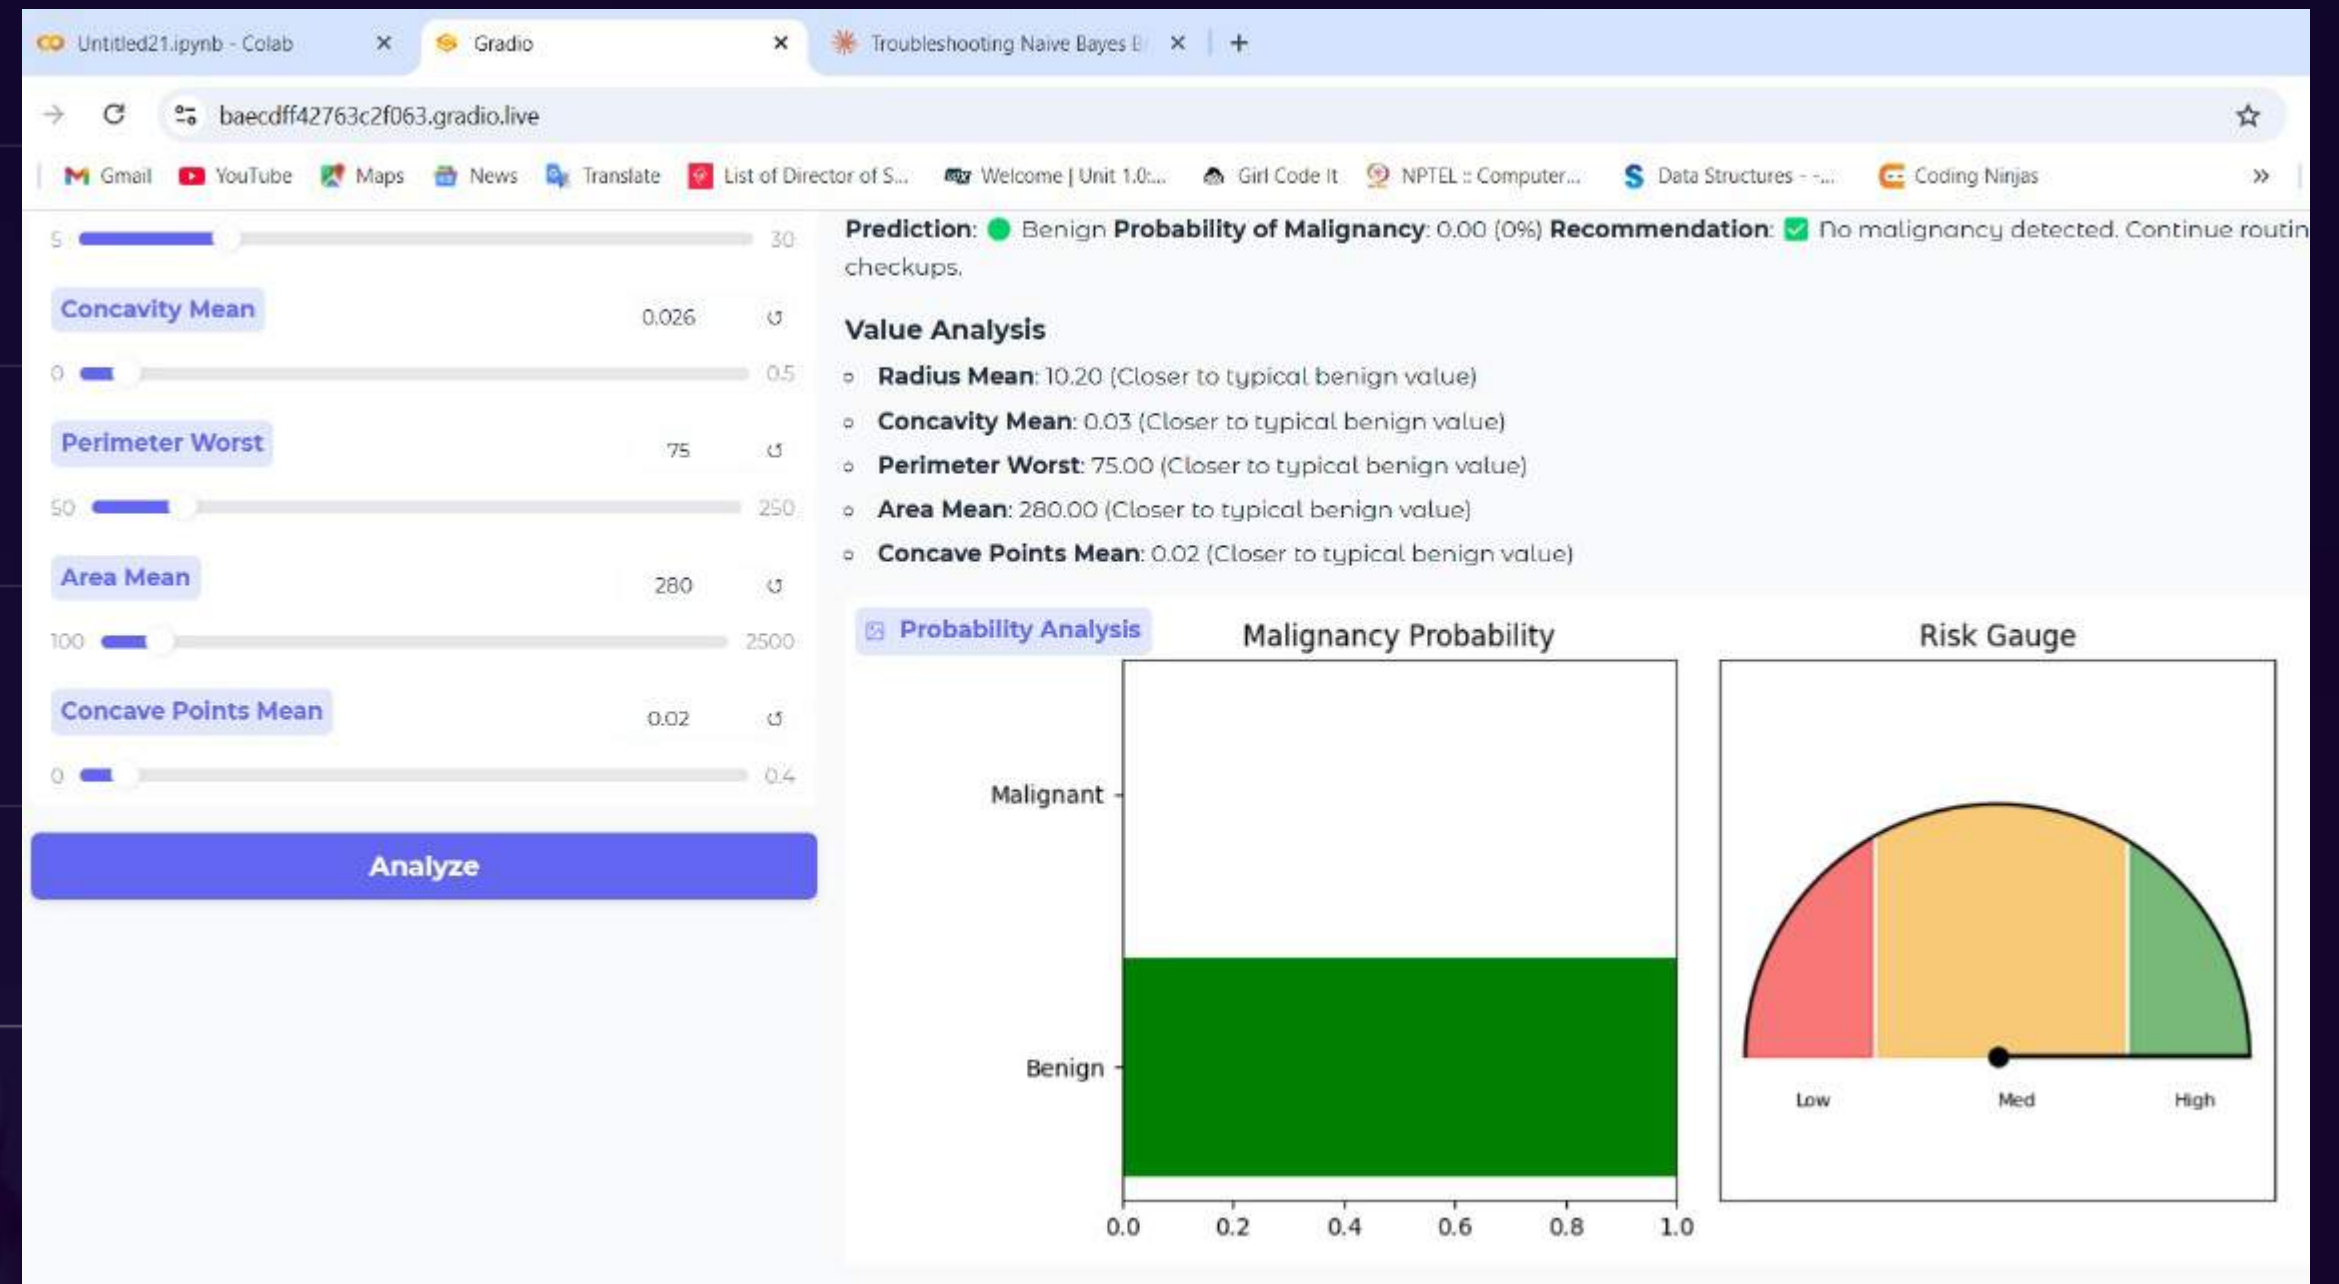 Untitled21.ipynb - Colab
Gradio
Troubleshooting Naive Bayes B
baecdff42763c2f063.gradio.live
Gmail YouTube Maps News Translate List of Director of S... Welcome | Unit 1.0:... Girl Code It NPTEL :: Computer... Data Structures - -... Coding Ninjas
5 30
Concavity Mean 0.026
0 0.5
Perimeter Worst 75
50 250
Area Mean 280
100 2500
Concave Points Mean 0.02
0 0.4
Analyze
Prediction: Benign Probability of Malignancy: 0.00 (0%) Recommendation: No malignancy detected. Continue routin
checkups.
Value Analysis
Radius Mean: 10.20 (Closer to typical benign value)
Concavity Mean: 0.03 (Closer to typical benign value)
Perimeter Worst: 75.00 (Closer to typical benign value)
Area Mean: 280.00 (Closer to typical benign value)
Concave Points Mean: 0.02 (Closer to typical benign value)
Probability Analysis
Malignancy Probability
Malignant
Benign
0.0 0.2 0.4 0.6 0.8 1.0
Risk Gauge
Low Med High